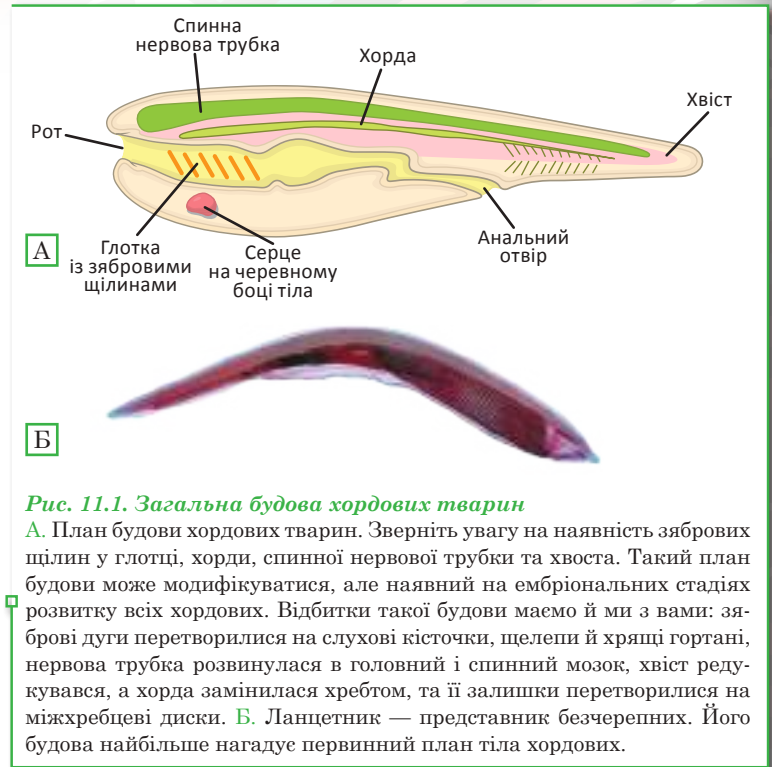 Спинна
нервова трубка
Хорда
Хвіст
Рот
Анальний
отвір
Глотка
із зябровими
щілинами
Серце
на черевному
боці тіла
А
Б
Рис. 11.1. Загальна будова хордових тварин
А. План будови хордових тварин. Зверніть увагу на наявність зябрових
щілин у глотці, хорди, спинної нервової трубки та хвоста. Такий план
будови може модифікуватися, але наявний на ембріональних стадіях
розвитку всіх хордових. Відбитки такої будови маємо й ми з вами: зя-
брові дуги перетворилися на слухові кісточки, щелепи й хрящі гортані,
нервова трубка розвинулася в головний і спинний мозок, хвіст реду-
кувався, а хорда замінилася хребтом, та її залишки перетворилися на
міжхребцеві диски. Б. Ланцетник — представник безчерепних. Його
будова найбільше нагадує первинний план тіла хордових.